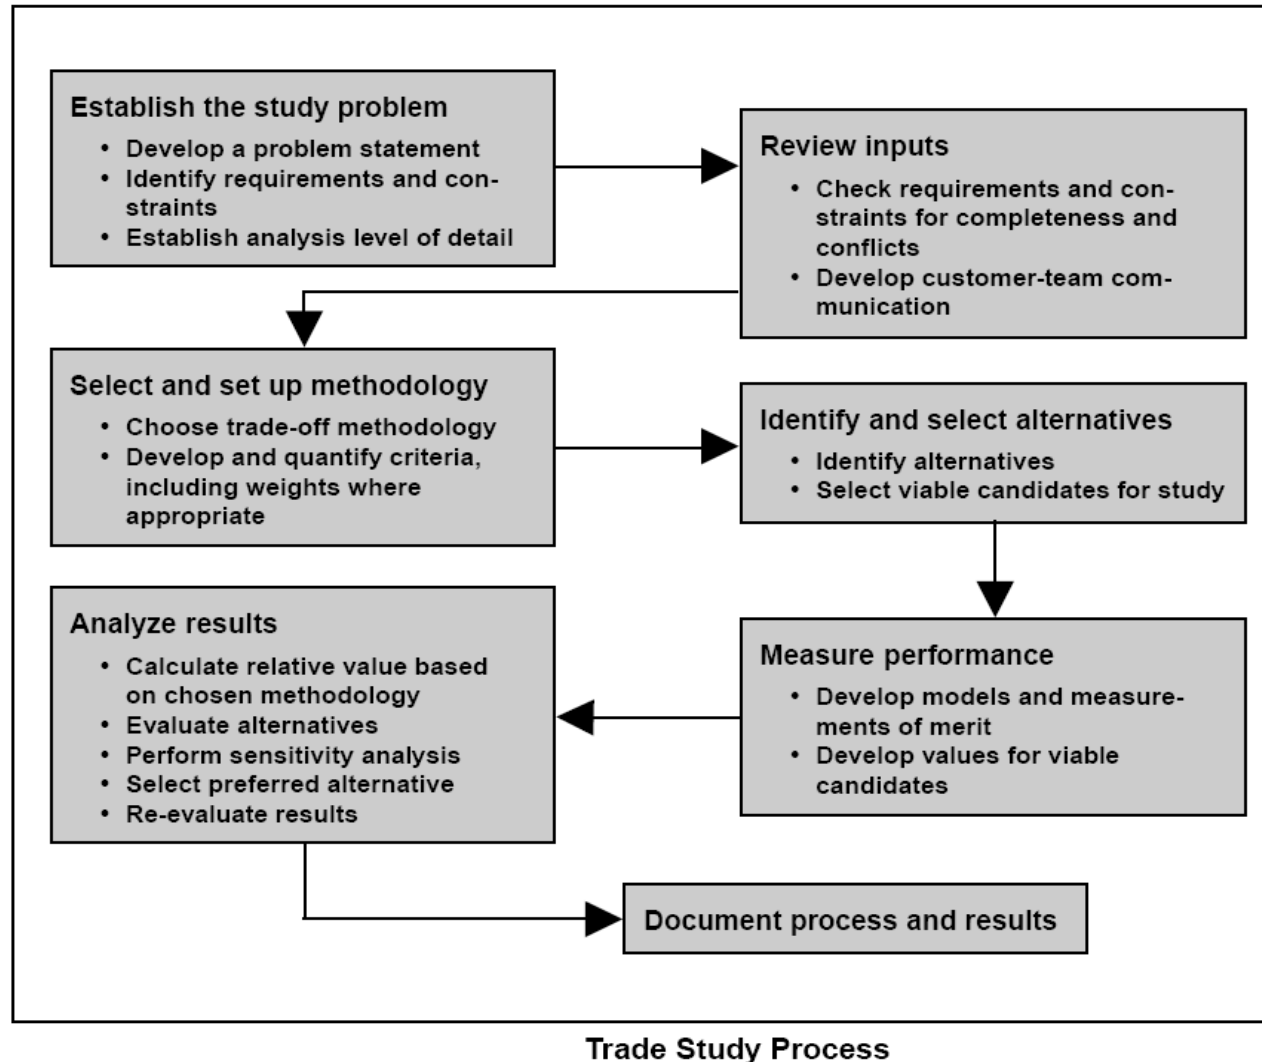 Establish the study problem
• Develop a problem statement
• Identify requirements and con-
straints
• Establish analysis level of detail
Review inputs
• Check requirements and con-
straints for completeness and
conflicts
• Develop customer-team com-
munication
Select and set up methodology
• Choose trade-off methodology
• Develop and quantify criteria,
including weights where
appropriate
Identify and select alternatives
• Identify alternatives
• Select viable candidates for study
Measure performance
• Develop models and measure-
ments of merit
• Develop values for viable
candidates
Analyze results
• Calculate relative value based
on chosen methodology
• Evaluate alternatives
• Perform sensitivity analysis
• Select preferred alternative
• Re-evaluate results
Document process and results
Trade Study Process